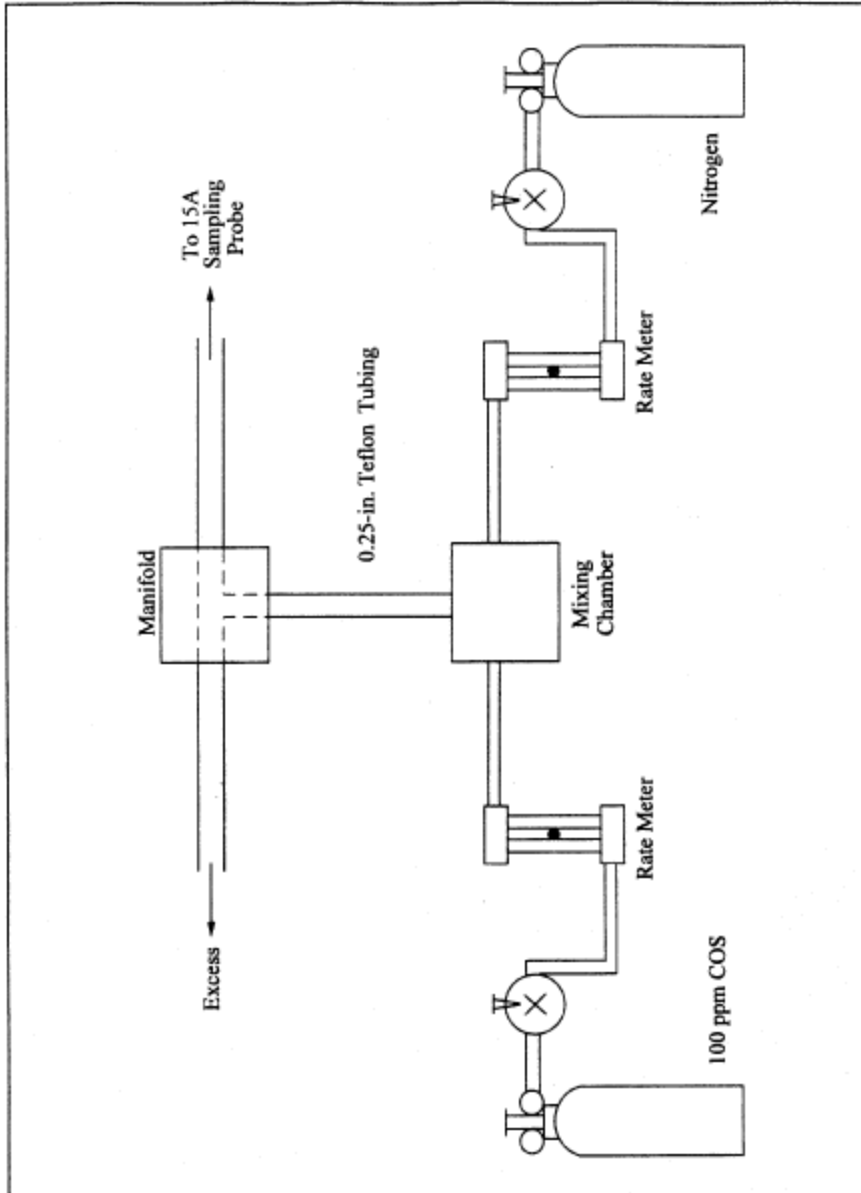 To 15A
Sampling
Probe
Manifold
Excess
0.25-in. Teflon Tubing
Mixing
Chamber
Rate Meter
Rate Meter
100 ppm COS
Nitrogen